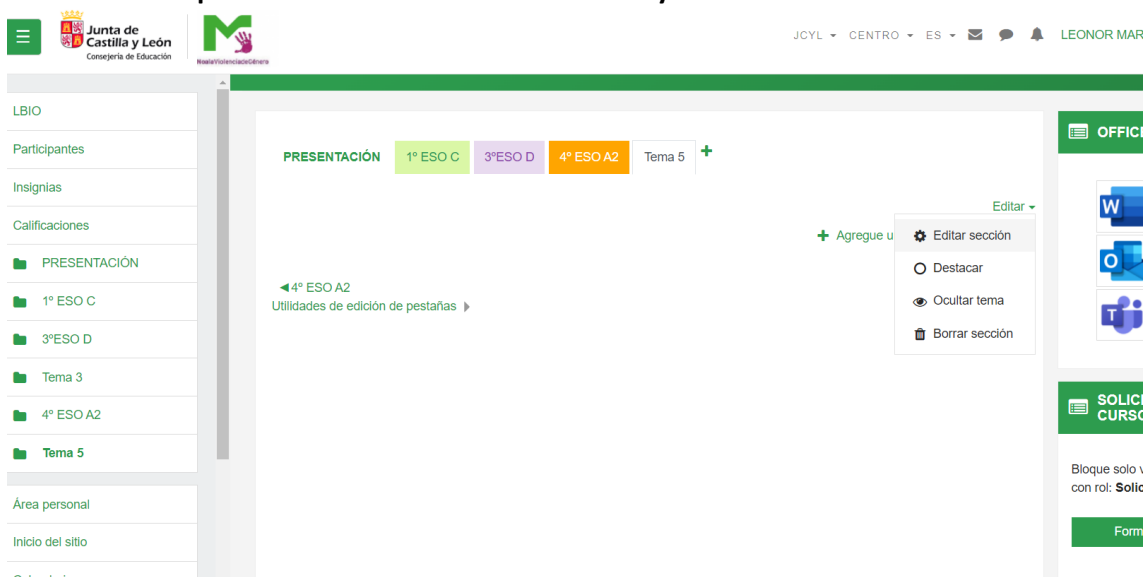 Junta de
Castilla y León
Consejería de Educación
NoalaViolenciadeGénero
JCYL
CENTRO
ES
LEONOR MAR
LBIO
Participantes
Insignias
Calificaciones
PRESENTACIÓN
1º ESO C
3ºESO D
Tema 3
4º ESO A2
Tema 5
Área personal
Inicio del sitio
PRESENTACIÓN
1º ESO C
3ºESO D
4º ESO A2
Tema 5
Editar
Agregue u
Editar sección
Destacar
Ocultar tema
Borrar sección
4º ESO A2
Utilidades de edición de pestañas
OFFIC
SOLIC
CURSO
Bloque solo v
con rol: Solic
Form